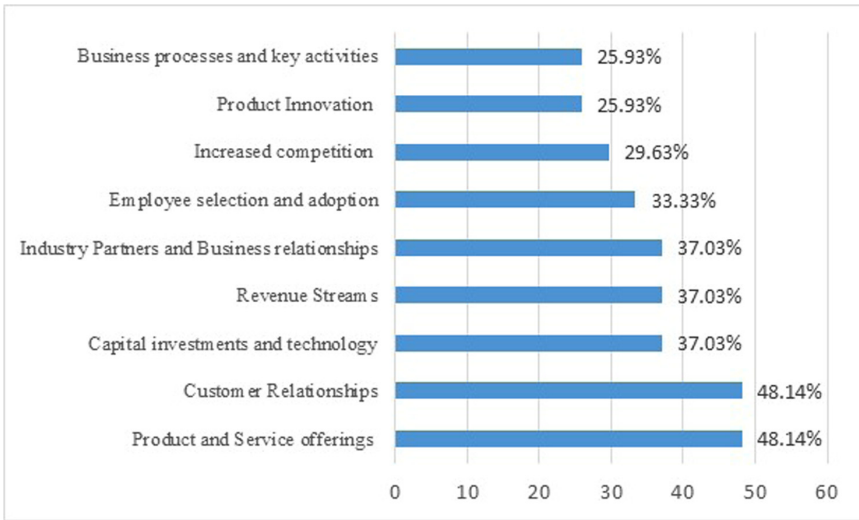 Business processes and key activities 25.93%
Product Innovation 25.93%
Increased competition 29.63%
Employee selection and adoption 33.33%
Industry Partners and Business relationships 37.03%
Revenue Streams 37.03%
Capital investments and technology 37.03%
Customer Relationships 48.14%
Product and Service offerings 48.14%
0 10 20 30 40 50 60